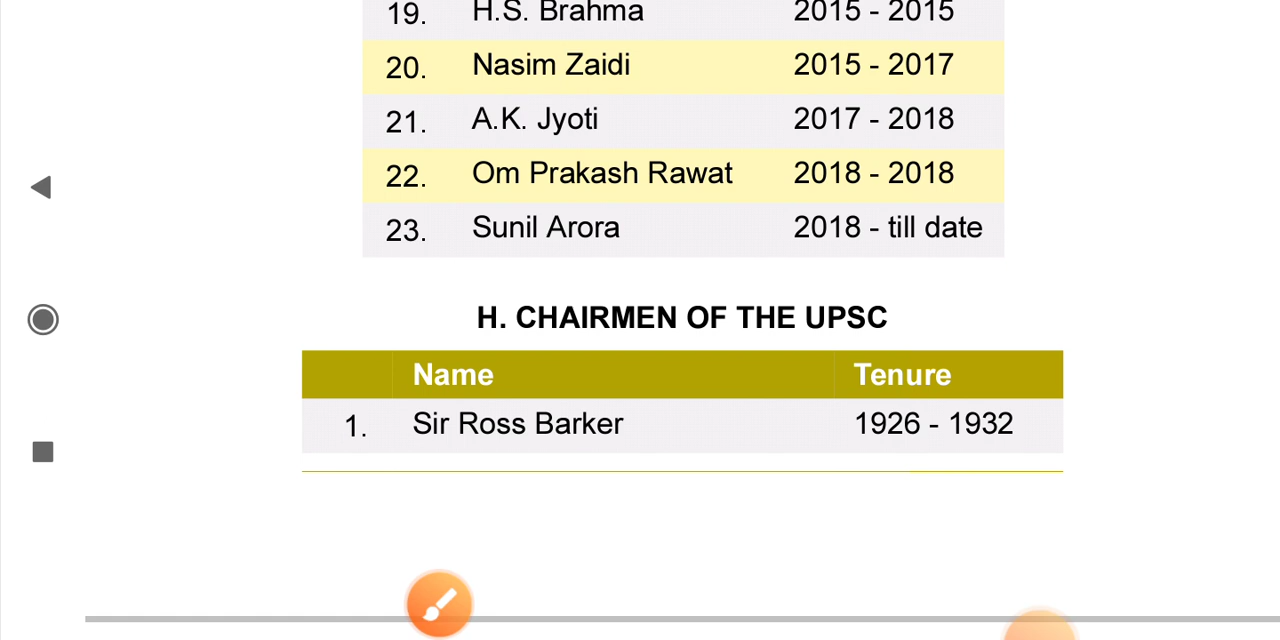 19. H.S. Brahma 2015 - 2015
20. Nasim Zaidi 2015 - 2017
21. A.K. Jyoti 2017 - 2018
22. Om Prakash Rawat 2018 - 2018
23. Sunil Arora 2018 - till date
H. CHAIRMEN OF THE UPSC
Name Tenure
1. Sir Ross Barker 1926 - 1932